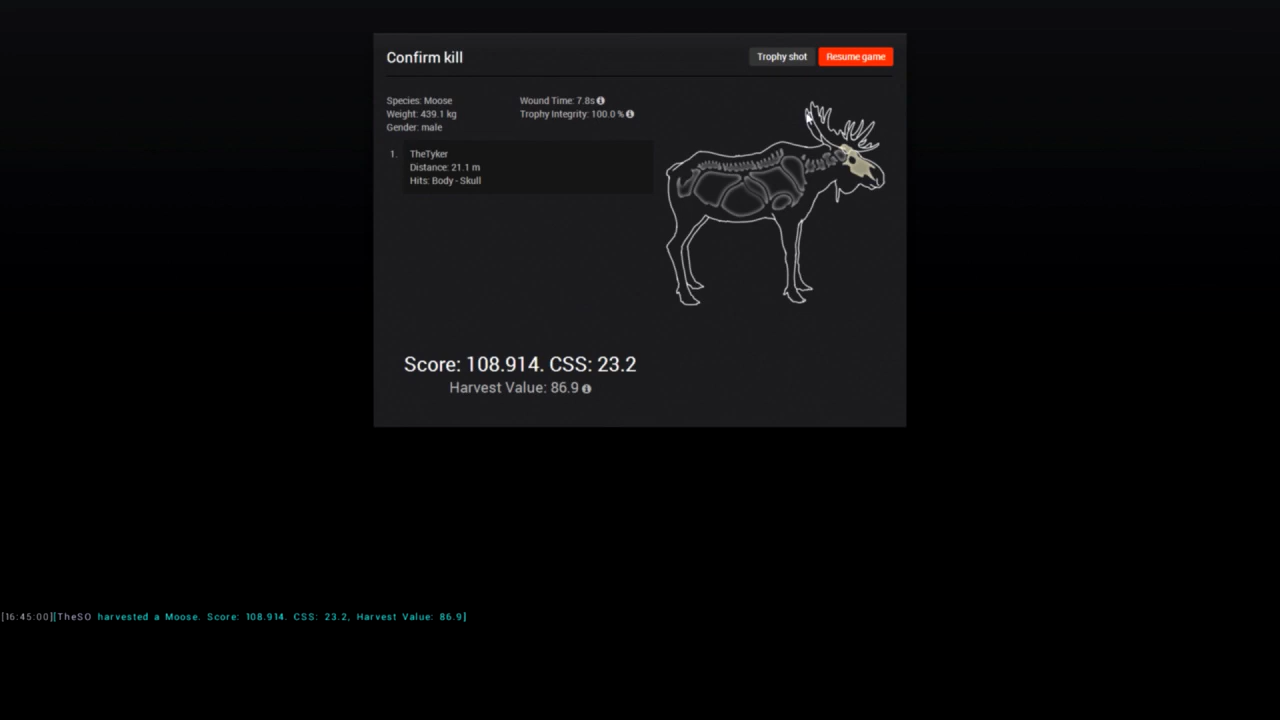 Confirm kill
Trophy shot
Resume game
Species: Moose
Weight: 439.1 kg
Gender: male
Wound Time: 7.8s
Trophy Integrity: 100.0 %
1.
TheTyker
Distance: 21.1 m
Hits: Body - Skull
Score: 108.914. CSS: 23.2
Harvest Value: 86.9
[16:45:00][TheSO harvested a Moose. Score: 108.914. CSS: 23.2, Harvest Value: 86.9]